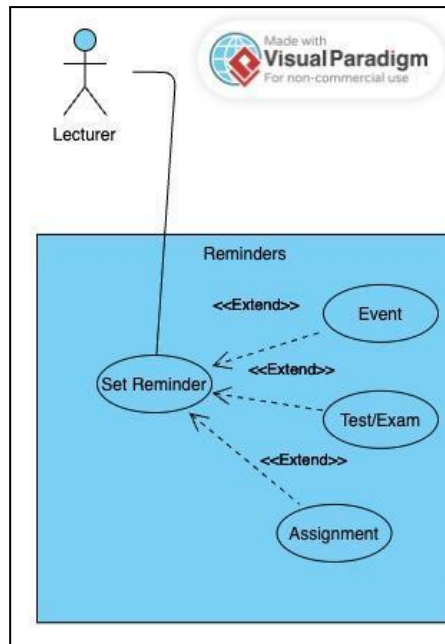 Made with
Visual Paradigm
For non-commercial use
Lecturer
Reminders
<<Extend>>
Event
<<Extend>>
Set Reminder
Test/Exam
<<Extend>>
Assignment